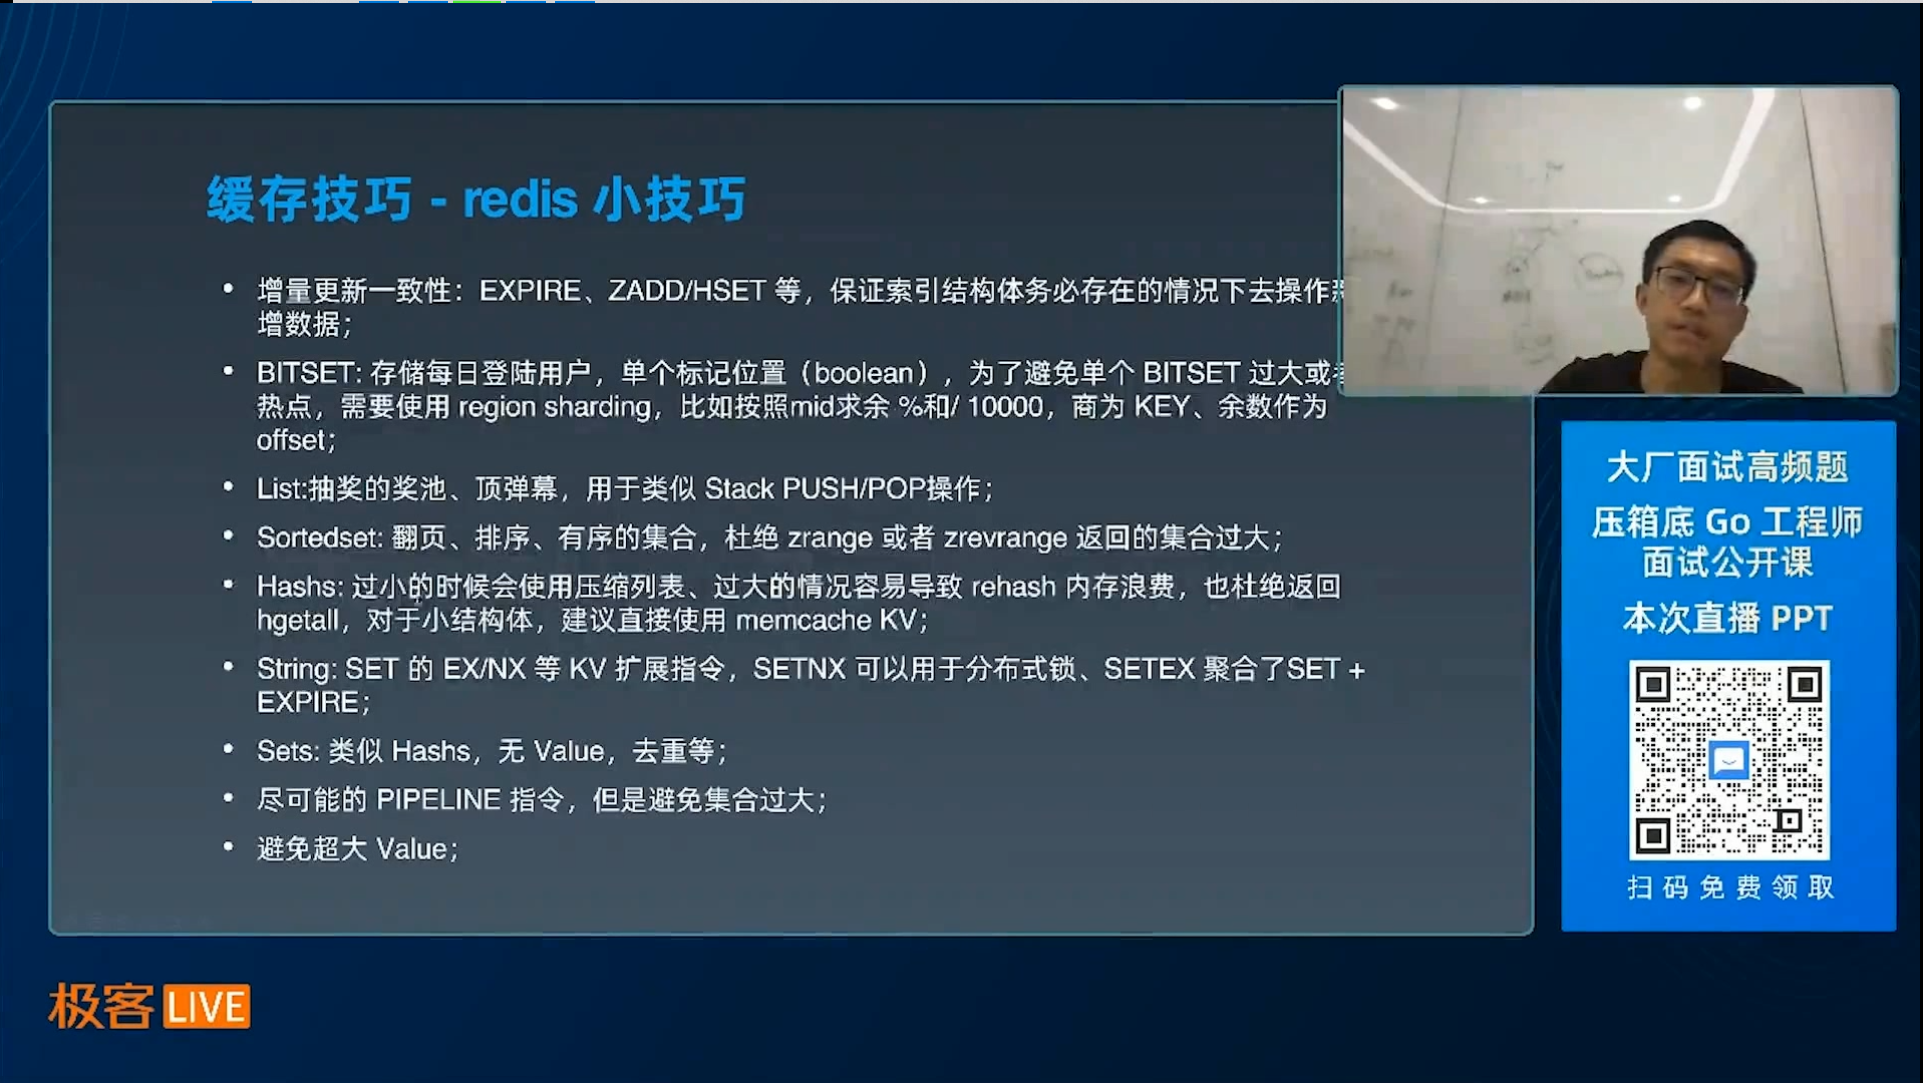 缓存技巧 - redis 小技巧
• 增量更新一致性：EXPIRE、ZADD/HSET 等，保证索引结构体务必存在的情况下去操作
增数据；
• BITSET: 存储每日登陆用户，单个标记位置（boolean），为了避免单个 BITSET 过大或
热点，需要使用 region sharding，比如按照mid求余 %和/ 10000，商为 KEY、余数作为
offset；
• List:抽奖的奖池、顶弹幕，用于类似 Stack PUSH/POP操作；
• Sortedset: 翻页、排序、有序的集合，杜绝 zrange 或者 zrevrange 返回的集合过大；
• Hashs: 过小的时候会使用压缩列表、过大的情况容易导致 rehash 内存浪费，也杜绝返回
hgetall，对于小结构体，建议直接使用 memcache KV；
• String: SET 的 EX/NX 等 KV 扩展指令，SETNX 可以用于分布式锁、SETEX 聚合了SET +
EXPIRE；
• Sets: 类似 Hashs，无 Value，去重等；
• 尽可能的 PIPELINE 指令，但是避免集合过大；
• 避免超大 Value；
大厂面试高频题
压箱底 Go 工程师
面试公开课
本次直播 PPT
扫码免费领取
极客 LIVE